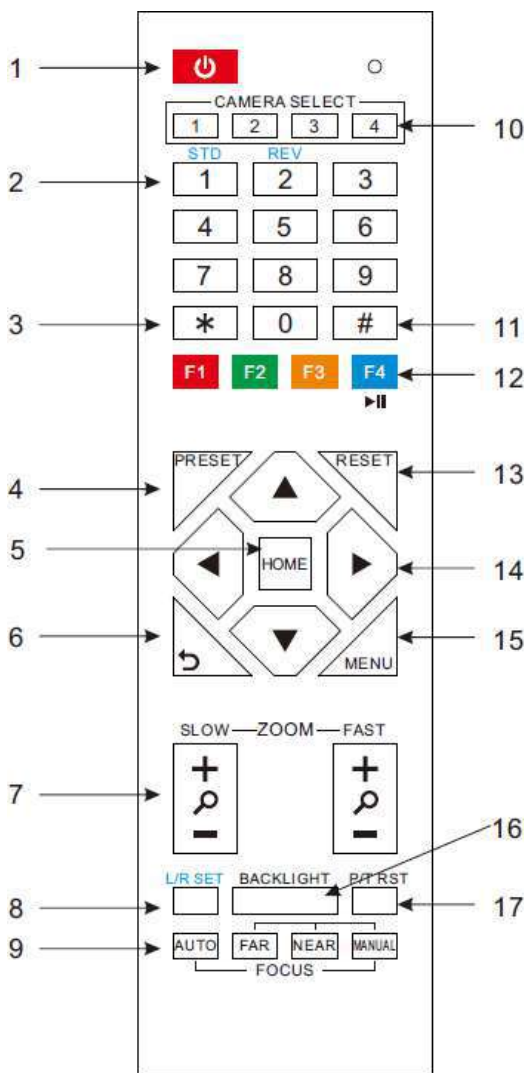 1
CAMERA SELECT
1 2 3 4
10
STD REV
2
1 2 3
4 5 6
7 8 9
3
* 0 #
11
F1 F2 F3 F4
12
PRESET RESET
4
13
5
HOME
14
6
MENU
15
SLOW ZOOM FAST
+ +
7
- -
16
L/R SET BACKLIGHT P/T RST
8
17
9
AUTO FAR NEAR MANUAL
FOCUS